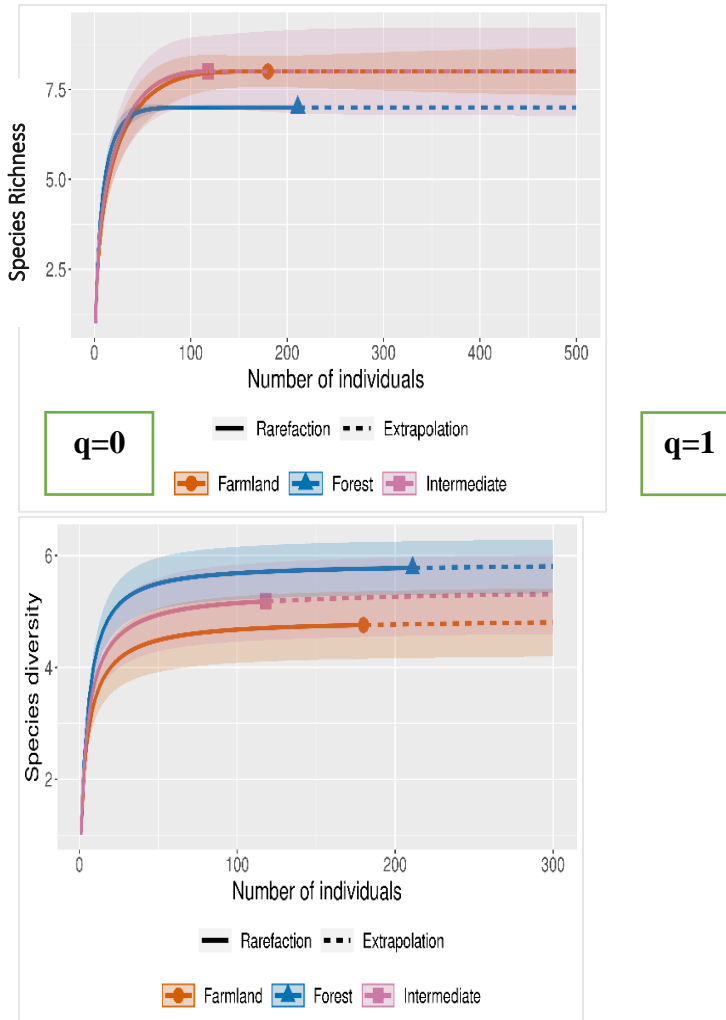 7.5
5.0
2.5
Species Richness
0 100 200 300 400 500
Number of individuals
q=0
q=1
Rarefaction Extrapolation
Farmland Forest Intermediate
6
4
2
Species diversity
0 100 200 300
Number of individuals
Rarefaction Extrapolation
Farmland Forest Intermediate